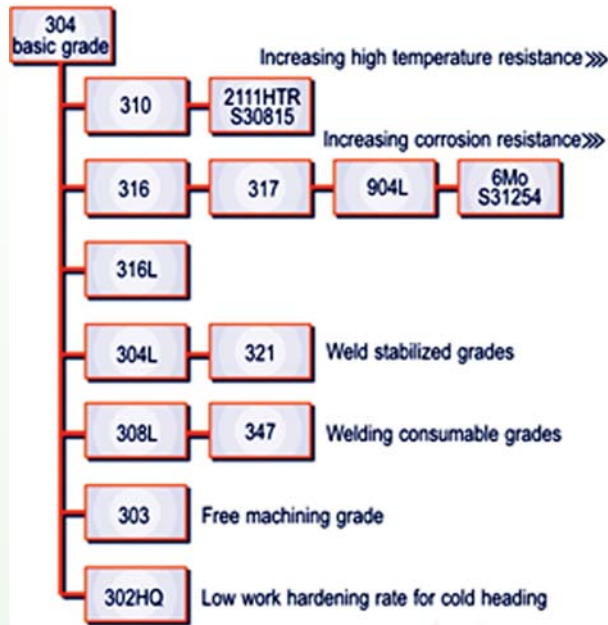 304
basic grade
Increasing high temperature resistance >>>
310
2111HTR
S30815
Increasing corrosion resistance>>>
316
317
904L
6Mo
S31254
316L
304L
321
Weld stabilized grades
308L
347
Welding consumable grades
303
Free machining grade
302HQ
Low work hardening rate for cold heading